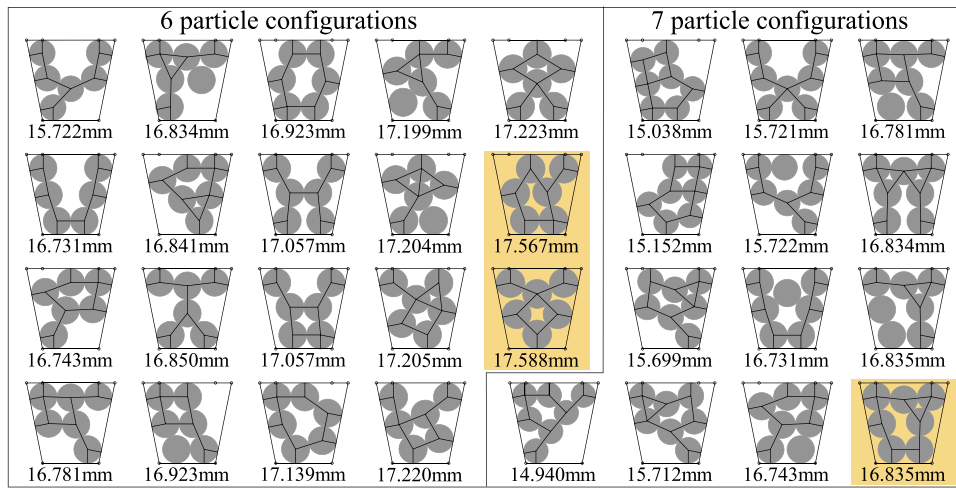 6 particle configurations 7 particle configurations
15.722mm 16.834mm 16.923mm 17.199mm 17.223mm 15.038mm 15.721mm 16.781mm
16.731mm 16.841mm 17.057mm 17.204mm 17.567mm 15.152mm 15.722mm 16.834mm
16.743mm 16.850mm 17.057mm 17.205mm 17.588mm 15.699mm 16.731mm 16.835mm
16.781mm 16.923mm 17.139mm 17.220mm 14.940mm 15.712mm 16.743mm 16.835mm